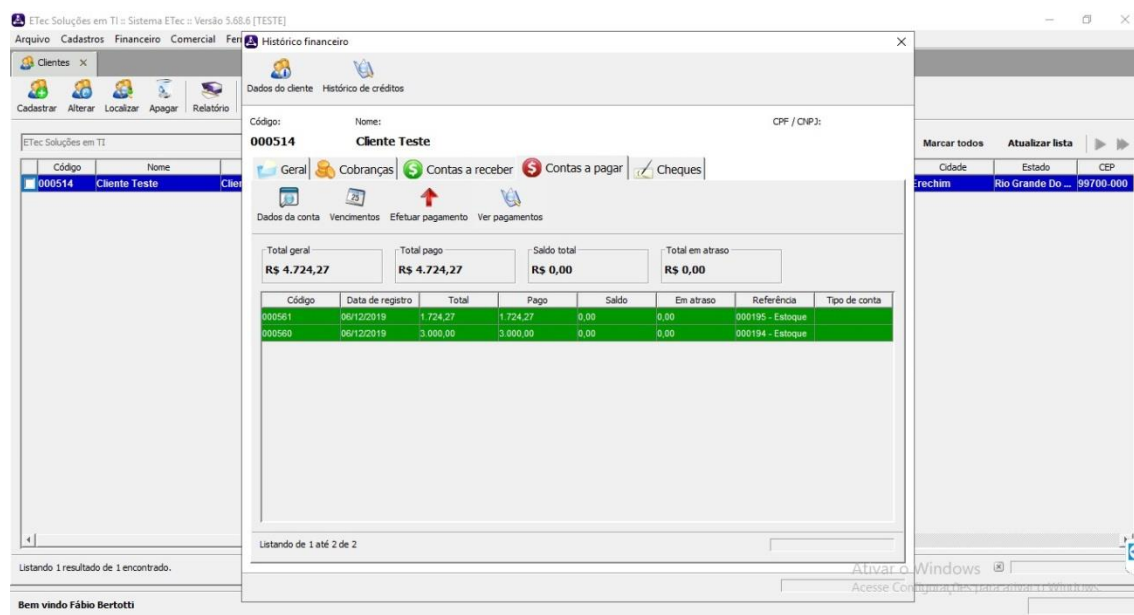 ETec Soluções em TI :: Sistema ETec :: Versão 5.68.6 [TESTE]
Arquivo Cadastros Financeiro Comercial Fer
Clientes
Cadastrar Alterar Localizar Apagar Relatório
ETec Soluções em TI
Marcar todos Atualizar lista
Código Nome Cidade Estado CEP
000514 Cliente Teste Clie Erechim Rio Grande Do ... 99700-000
Histórico financeiro
Dados do cliente Histórico de créditos
Código: Nome: CPF / CNPJ:
000514 Cliente Teste
Geral Cobranças Contas a receber Contas a pagar Cheques
Dados da conta Vencimentos Efetuar pagamento Ver pagamentos
Total geral Total pago Saldo total Total em atraso
R$ 4.724,27 R$ 4.724,27 R$ 0,00 R$ 0,00
Código Data de registro Total Pago Saldo Em atraso Referência Tipo de conta
000561 06/12/2019 1.724,27 1.724,27 0,00 0,00 000195 - Estoque
000560 06/12/2019 3.000,00 3.000,00 0,00 0,00 000194 - Estoque
Listando de 1 até 2 de 2
Listando 1 resultado de 1 encontrado.
Ativar o Windows
Acesse Configurações para ativar o Windows.
Bem vindo Fábio Bertotti